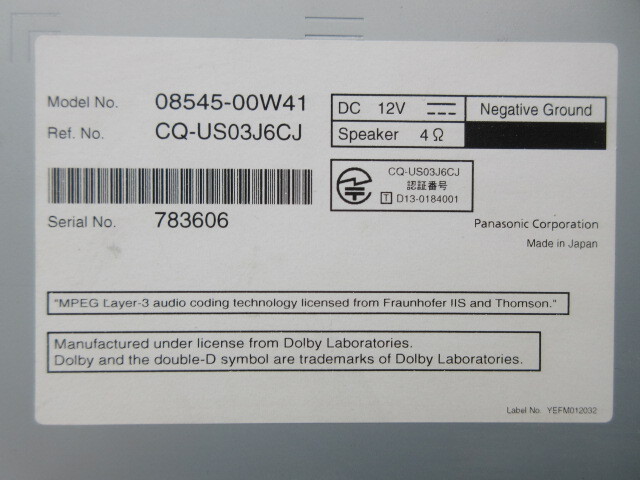 Model No. 08545-00W41
Ref. No. CQ-US03J6CJ
DC 12V Negative Ground
Speaker 4Ω
CQ-US03J6CJ
認証番号
T D13-0184001
Serial No. 783606
Panasonic Corporation
Made in Japan
"MPEG Layer-3 audio coding technology licensed from Fraunhofer IIS and Thomson."
Manufactured under license from Dolby Laboratories.
Dolby and the double-D symbol are trademarks of Dolby Laboratories.
Label No. YEFM012032